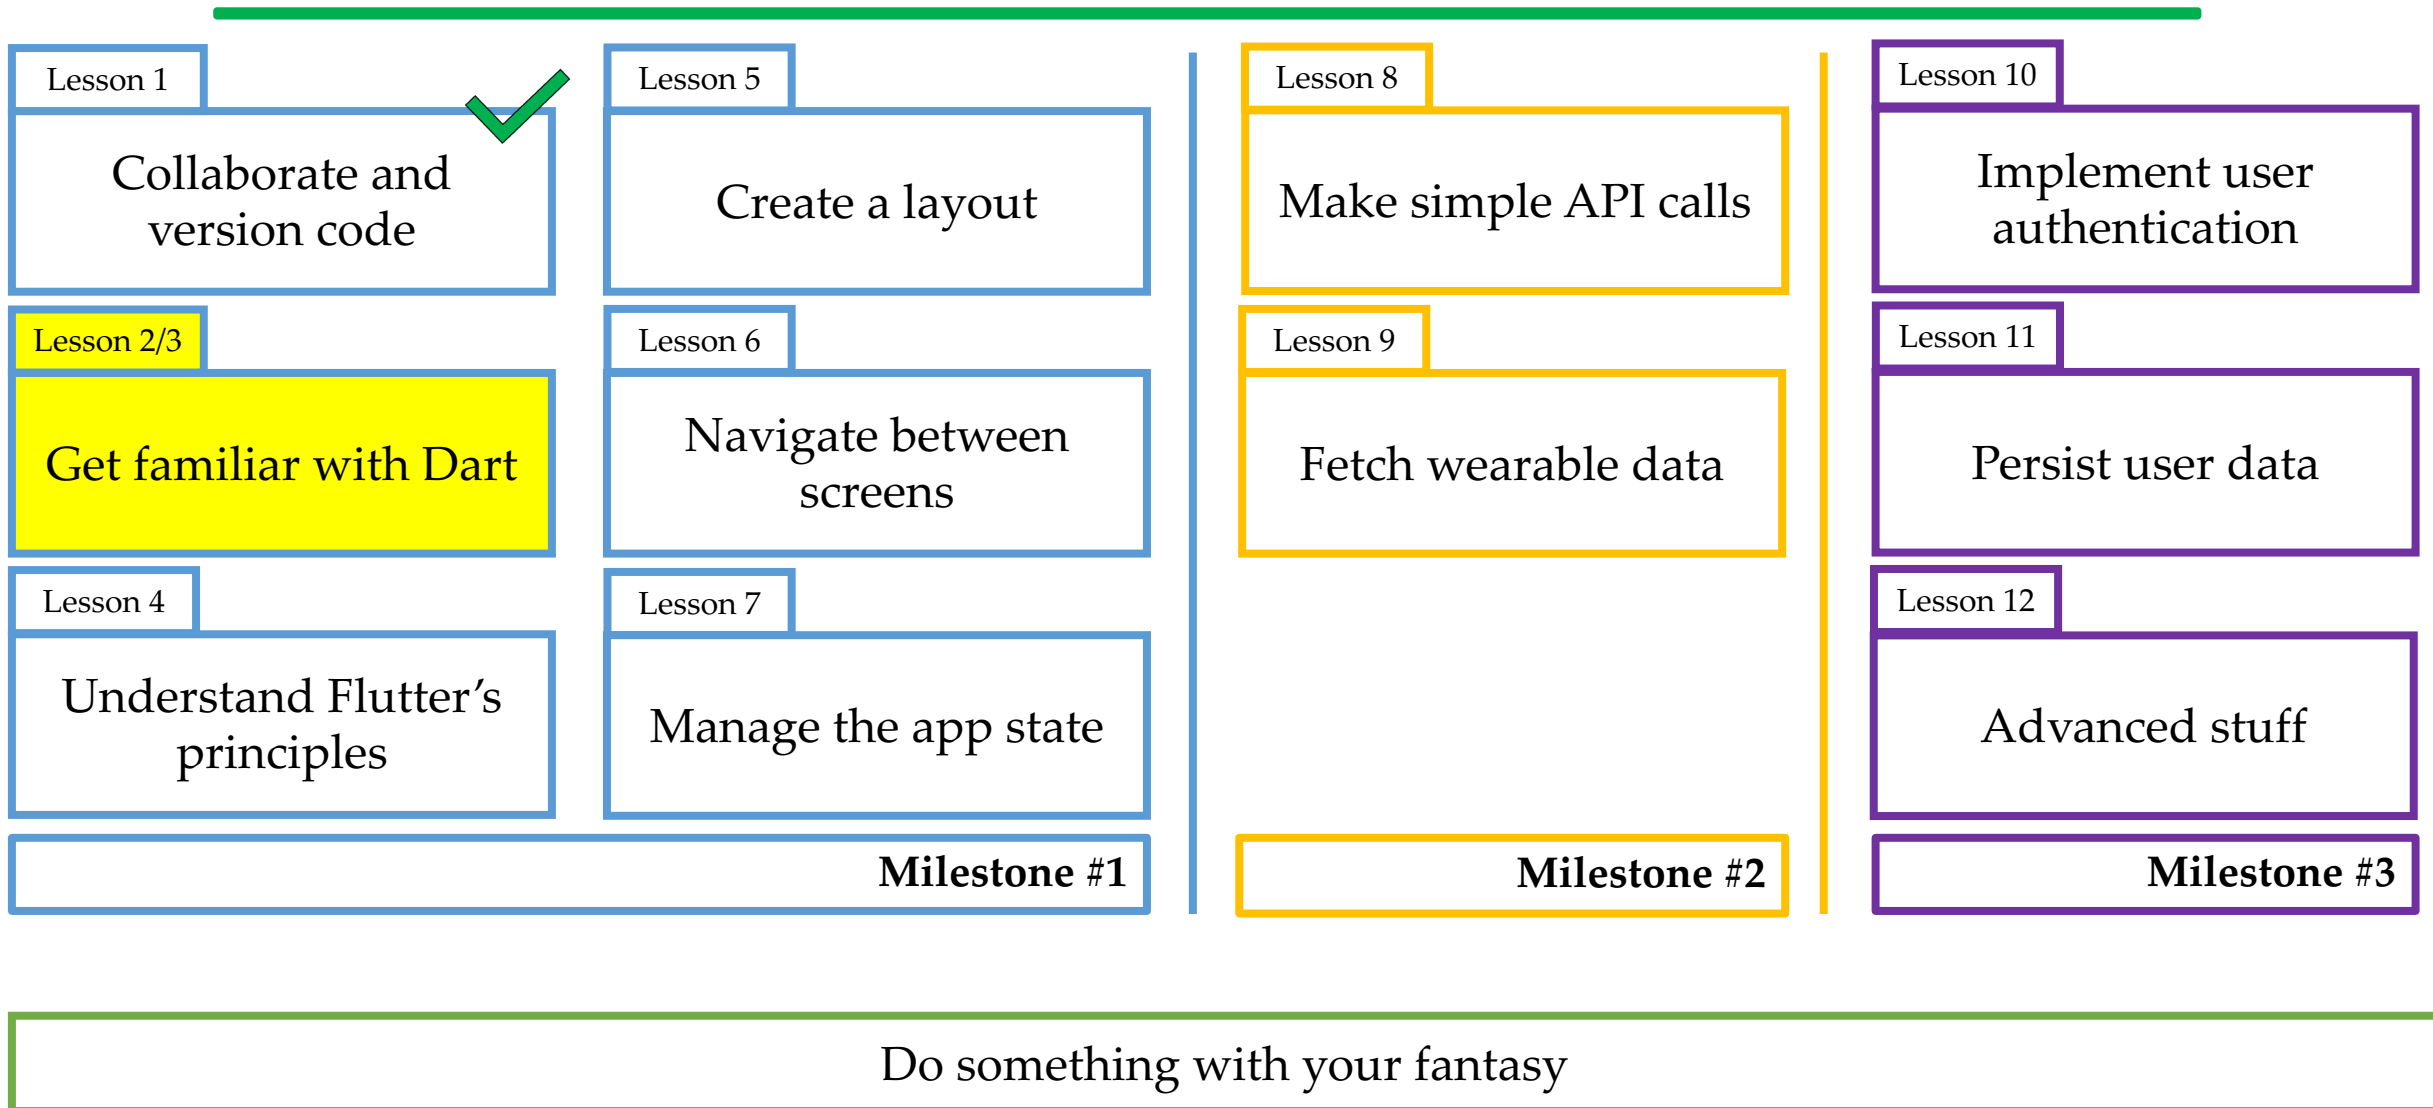 Lesson 1
Collaborate and
version code
Lesson 2/3
Get familiar with Dart
Lesson 4
Understand Flutter’s
principles
Lesson 5
Create a layout
Lesson 6
Navigate between
screens
Lesson 7
Manage the app state
Milestone #1
Lesson 8
Make simple API calls
Lesson 9
Fetch wearable data
Milestone #2
Lesson 10
Implement user
authentication
Lesson 11
Persist user data
Lesson 12
Advanced stuff
Milestone #3
Do something with your fantasy